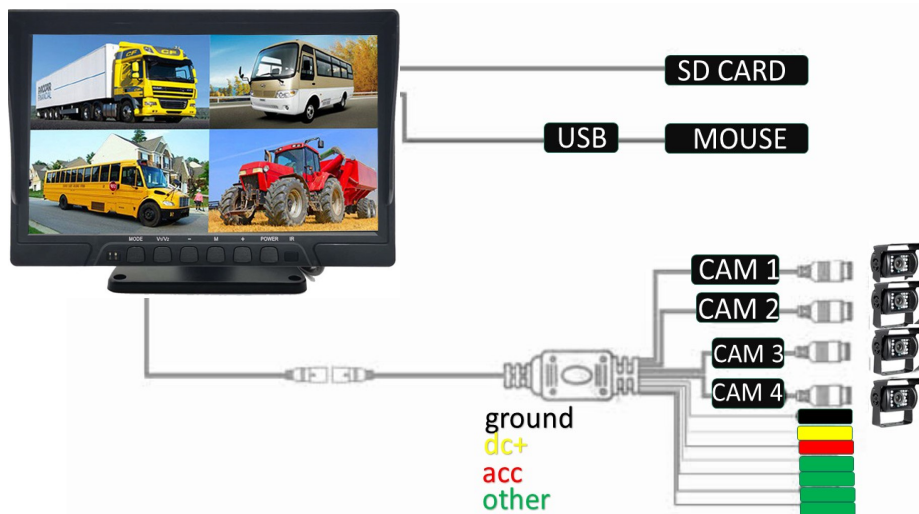 CF
SD CARD
USB
MOUSE
MODE V1/V2 - M + POWER IR
CAM 1
CAM 2
CAM 3
CAM 4
ground
dc+
acc
other